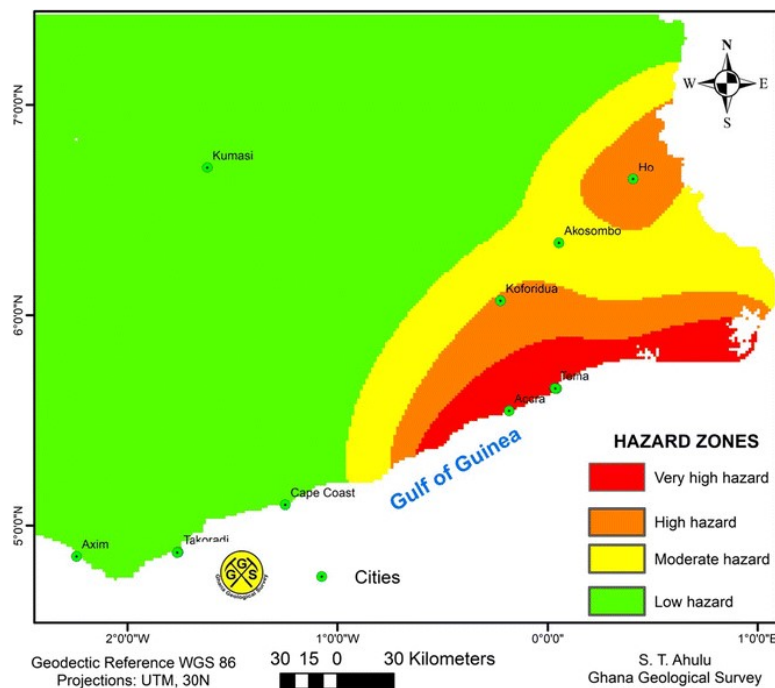 N
W E
S
7°0'0"N
6°0'0"N
5°0'0"N
Kumasi
Ho
Akosombo
Koforidua
Tema
Accra
Cape Coast
Takoradi
Axim
Gulf of Guinea
HAZARD ZONES
Very high hazard
High hazard
Moderate hazard
Low hazard
G
G S
Ghana Geological Survey
Cities
2°0'0"W 1°0'0"W 0°0'0" 1°0'0"E
Geodectic Reference WGS 86
Projections: UTM, 30N
30 15 0 30 Kilometers
S. T. Ahulu
Ghana Geological Survey